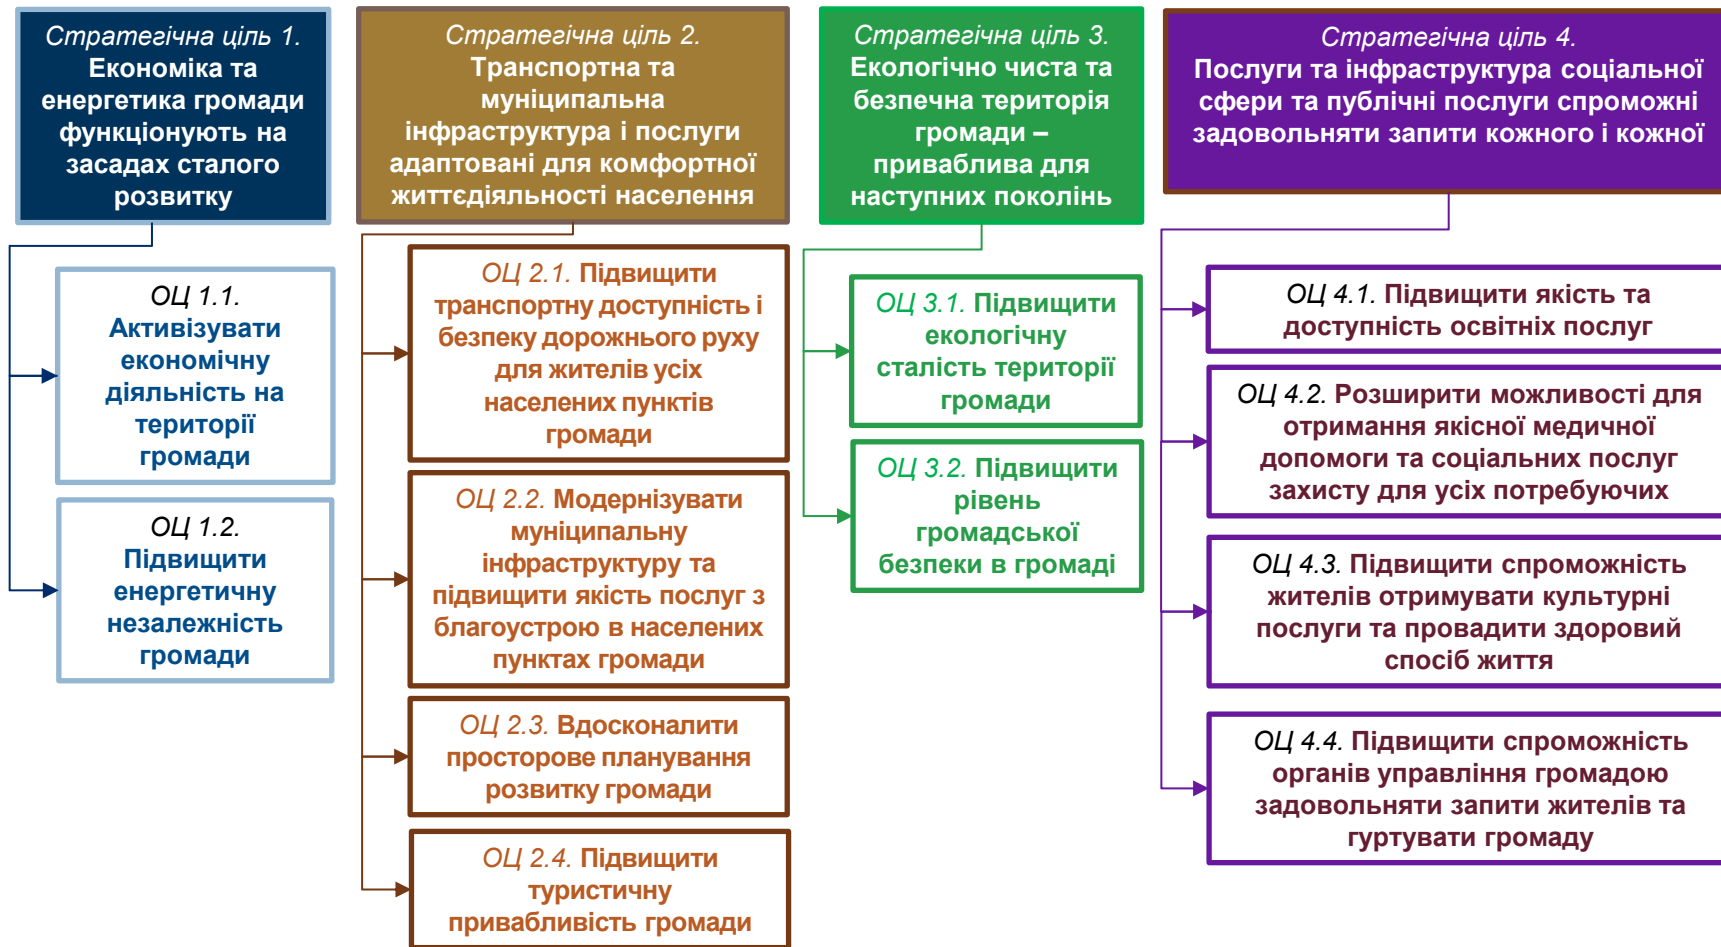 Стратегічна ціль 1.
Економіка та
енергетика громади
функціонують на
засадах сталого
розвитку
ОЦ 1.1.
Активізувати
економічну
діяльність на
території
громади
ОЦ 1.2.
Підвищити
енергетичну
незалежність
громади
Стратегічна ціль 2.
Транспортна та
муніципальна
інфраструктура і послуги
адаптовані для комфортної
життєдіяльності населення
ОЦ 2.1. Підвищити
транспортну доступність і
безпеку дорожнього руху
для жителів усіх
населених пунктів
громади
ОЦ 2.2. Модернізувати
муніципальну
інфраструктуру та
підвищити якість послуг з
благоустрою в населених
пунктах громади
ОЦ 2.3. Вдосконалити
просторове планування
розвитку громади
ОЦ 2.4. Підвищити
туристичну
привабливість громади
Стратегічна ціль 3.
Екологічно чиста та
безпечна територія
громади –
приваблива для
наступних поколінь
ОЦ 3.1. Підвищити
екологічну
сталість території
громади
ОЦ 3.2. Підвищити
рівень
громадської
безпеки в громаді
Стратегічна ціль 4.
Послуги та інфраструктура соціальної
сфери та публічні послуги спроможні
задовольняти запити кожного і кожної
ОЦ 4.1. Підвищити якість та
доступність освітніх послуг
ОЦ 4.2. Розширити можливості для
отримання якісної медичної
допомоги та соціальних послуг
захисту для усіх потребуючих
ОЦ 4.3. Підвищити спроможність
жителів отримувати культурні
послуги та провадити здоровий
спосіб життя
ОЦ 4.4. Підвищити спроможність
органів управління громадою
задовольняти запити жителів та
гуртувати громаду